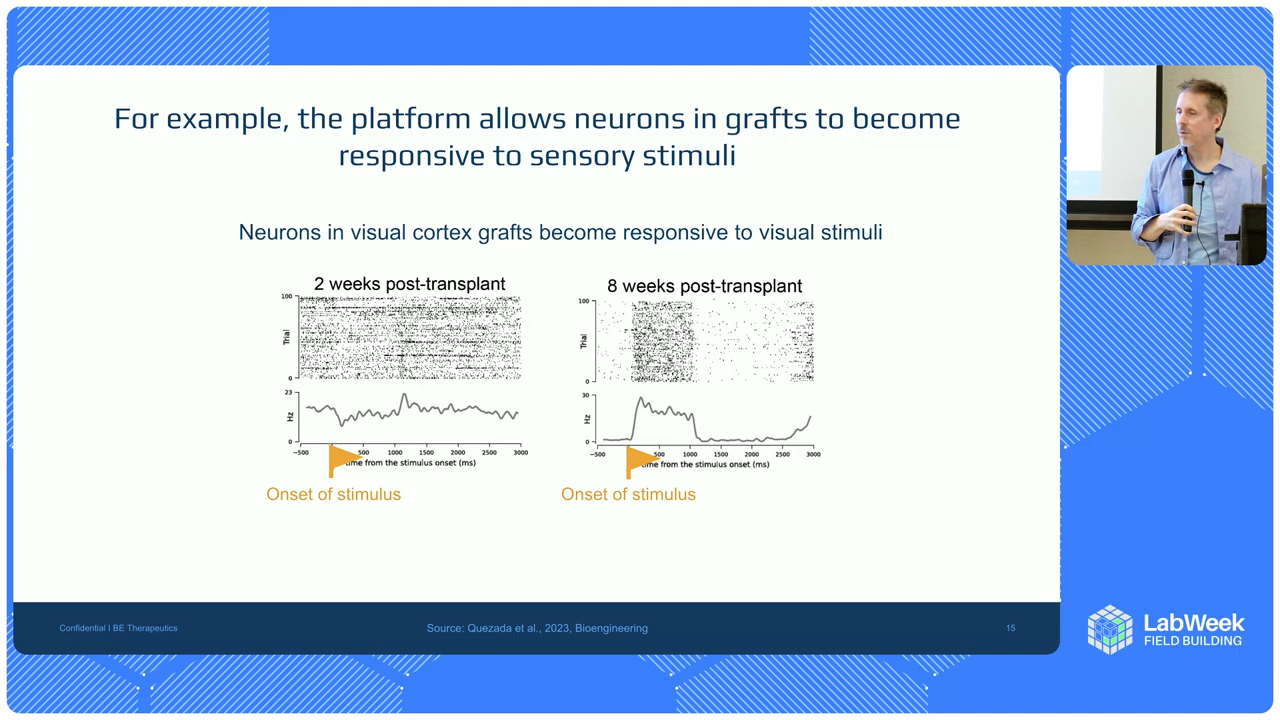 For example, the platform allows neurons in grafts to become
responsive to sensory stimuli
Neurons in visual cortex grafts become responsive to visual stimuli
2 weeks post-transplant
100
Trial
0
23
Hz
0
−500 500 1000 1500 2000 2500 3000
time from the stimulus onset (ms)
Onset of stimulus
8 weeks post-transplant
100
Trial
0
30
Hz
0
−500 500 1000 1500 2000 2500 3000
time from the stimulus onset (ms)
Onset of stimulus
Confidential I BE Therapeutics
Source: Quezada et al., 2023, Bioengineering
15
LabWeek
FIELD BUILDING